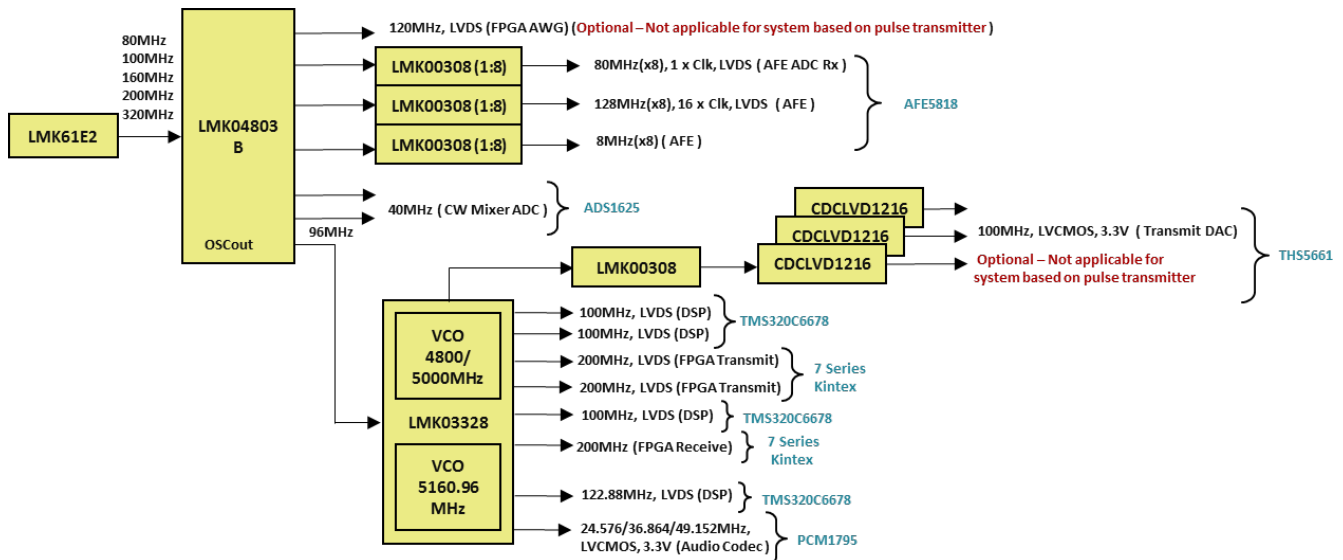 120MHz, LVDS (FPGA AWG) (Optional – Not applicable for system based on pulse transmitter)
80MHz
100MHz
160MHz
200MHz
320MHz
LMK61E2
LMK04803
B
OSCout
LMK00308 (1:8)
80MHz(x8), 1 x Clk, LVDS (AFE ADC Rx)
LMK00308 (1:8)
128MHz(x8), 16 x Clk, LVDS (AFE)
AFE5818
LMK00308 (1:8)
8MHz(x8) (AFE)
40MHz (CW Mixer ADC)
ADS1625
96MHz
CDCLVD1216
CDCLVD1216
CDCLVD1216
100MHz, LVCMOS, 3.3V (Transmit DAC)
Optional – Not applicable for
system based on pulse transmitter
THS5661
LMK00308
VCO
4800/
5000MHz
LMK03328
VCO
5160.96
MHz
100MHz, LVDS (DSP)
100MHz, LVDS (DSP)
TMS320C6678
200MHz, LVDS (FPGA Transmit)
200MHz, LVDS (FPGA Transmit)
7 Series
Kintex
100MHz, LVDS (DSP)
TMS320C6678
200MHz (FPGA Receive)
7 Series
Kintex
122.88MHz, LVDS (DSP)
TMS320C6678
24.576/36.864/49.152MHz,
LVCMOS, 3.3V (Audio Codec)
PCM1795